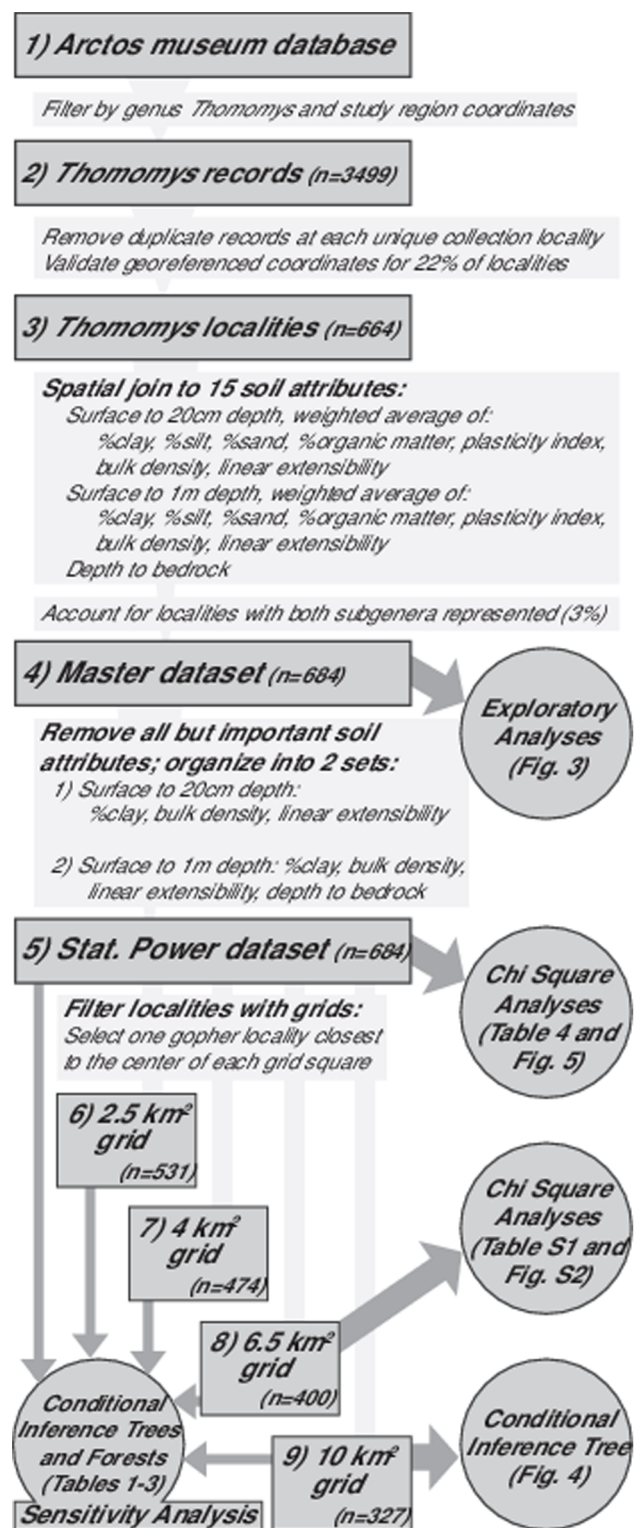 1) Arctos museum database
Filter by genus Thomomys and study region coordinates
2) Thomomys records (n=3499)
Remove duplicate records at each unique collection locality
Validate georeferenced coordinates for 22% of localities
3) Thomomys localities (n=664)
Spatial join to 15 soil attributes:
Surface to 20cm depth, weighted average of:
%clay, %silt, %sand, %organic matter, plasticity index,
bulk density, linear extensibility
Surface to 1m depth, weighted average of:
%clay, %silt, %sand, %organic matter, plasticity index,
bulk density, linear extensibility
Depth to bedrock
Account for localities with both subgenera represented (3%)
4) Master dataset (n=684)
Exploratory
Analyses
(Fig. 3)
Remove all but important soil
attributes; organize into 2 sets:
1) Surface to 20cm depth:
%clay, bulk density, linear extensibility
2) Surface to 1m depth: %clay, bulk density,
linear extensibility, depth to bedrock
5) Stat. Power dataset (n=684)
Chi Square
Analyses
(Table 4 and
Fig. 5)
Filter localities with grids:
Select one gopher locality closest
to the center of each grid square
6) 2.5 km²
grid
(n=531)
7) 4 km²
grid
(n=474)
Chi Square
Analyses
(Table S1 and
Fig. S2)
8) 6.5 km²
grid
(n=400)
Conditional
Inference Trees
and Forests
(Tables 1-3)
Sensitivity Analysis
9) 10 km²
grid
(n=327)
Conditional
Inference Tree
(Fig. 4)